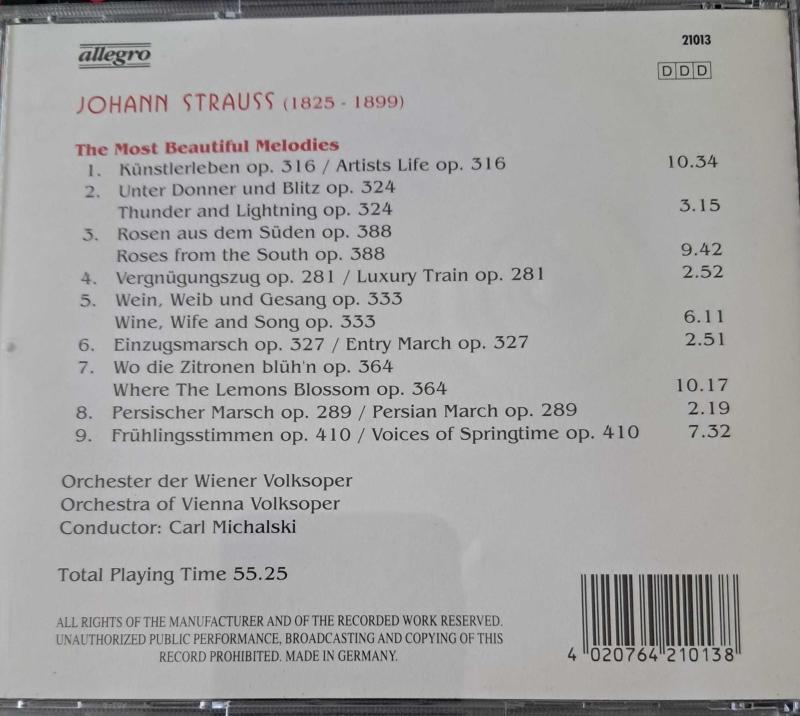 allegro
21013
DDD
JOHANN STRAUSS (1825 - 1899)
The Most Beautiful Melodies
1. Künstlerleben op. 316 / Artists Life op. 316 10.34
2. Unter Donner und Blitz op. 324
Thunder and Lightning op. 324 3.15
3. Rosen aus dem Süden op. 388
Roses from the South op. 388 9.42
4. Vergnügungszug op. 281 / Luxury Train op. 281 2.52
5. Wein, Weib und Gesang op. 333
Wine, Wife and Song op. 333 6.11
6. Einzugsmarsch op. 327 / Entry March op. 327 2.51
7. Wo die Zitronen blüh'n op. 364
Where The Lemons Blossom op. 364 10.17
8. Persischer Marsch op. 289 / Persian March op. 289 2.19
9. Frühlingsstimmen op. 410 / Voices of Springtime op. 410 7.32
Orchester der Wiener Volksoper
Orchestra of Vienna Volksoper
Conductor: Carl Michalski
Total Playing Time 55.25
ALL RIGHTS OF THE MANUFACTURER AND OF THE RECORDED WORK RESERVED.
UNAUTHORIZED PUBLIC PERFORMANCE, BROADCASTING AND COPYING OF THIS
RECORD PROHIBITED. MADE IN GERMANY.
4 020764 210138